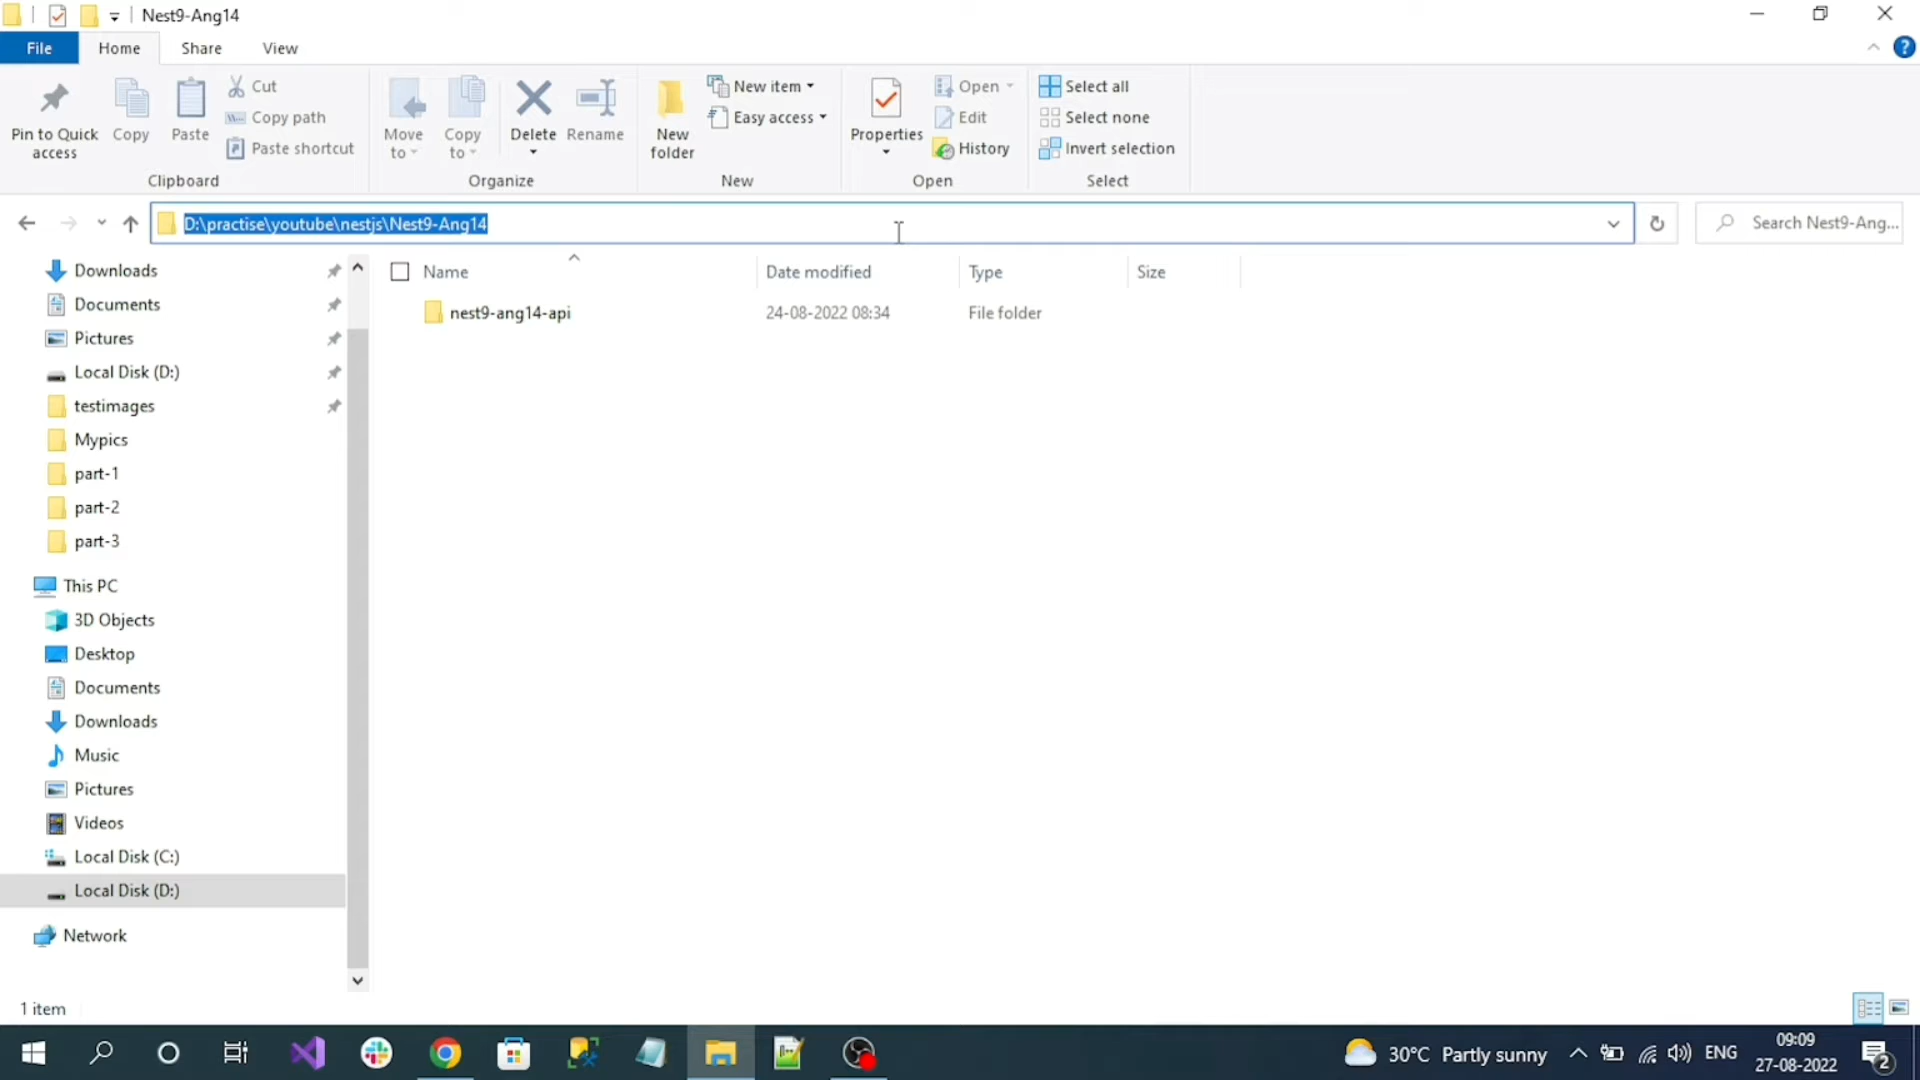 Nest9-Ang14
File Home Share View
Pin to Quick access
Copy
Paste
Cut
Copy path
Paste shortcut
Clipboard
Move to
Copy to
Delete
Rename
Organize
New folder
New item
Easy access
New
Properties
Open
Edit
History
Open
Select all
Select none
Invert selection
Select
D:\practise\youtube\nestjs\Nest9-Ang14
Search Nest9-Ang...
Name Date modified Type Size
nest9-ang14-api 24-08-2022 08:34 File folder
Downloads
Documents
Pictures
Local Disk (D:)
testimages
Mypics
part-1
part-2
part-3
This PC
3D Objects
Desktop
Documents
Downloads
Music
Pictures
Videos
Local Disk (C:)
Local Disk (D:)
Network
1 item
30°C Partly sunny
ENG
09:09
27-08-2022
2